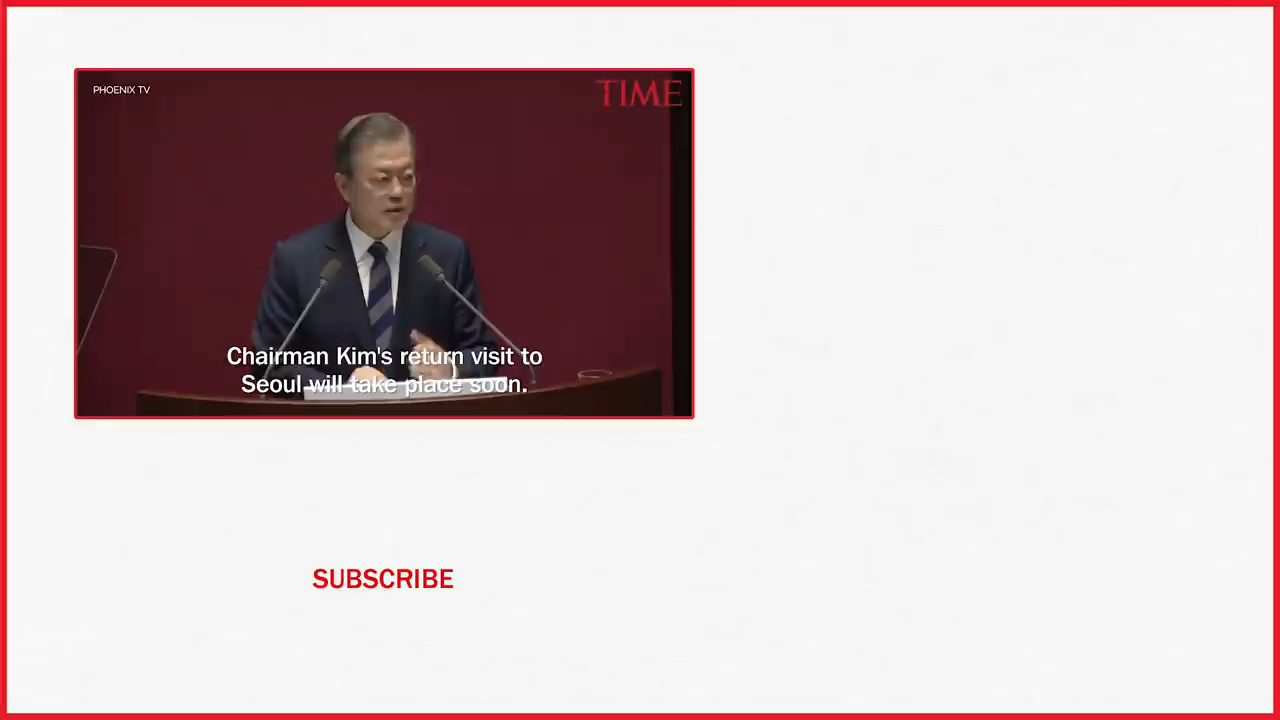 PHOENIX TV
TIME
Chairman Kim's return visit to
Seoul will take place soon.
SUBSCRIBE